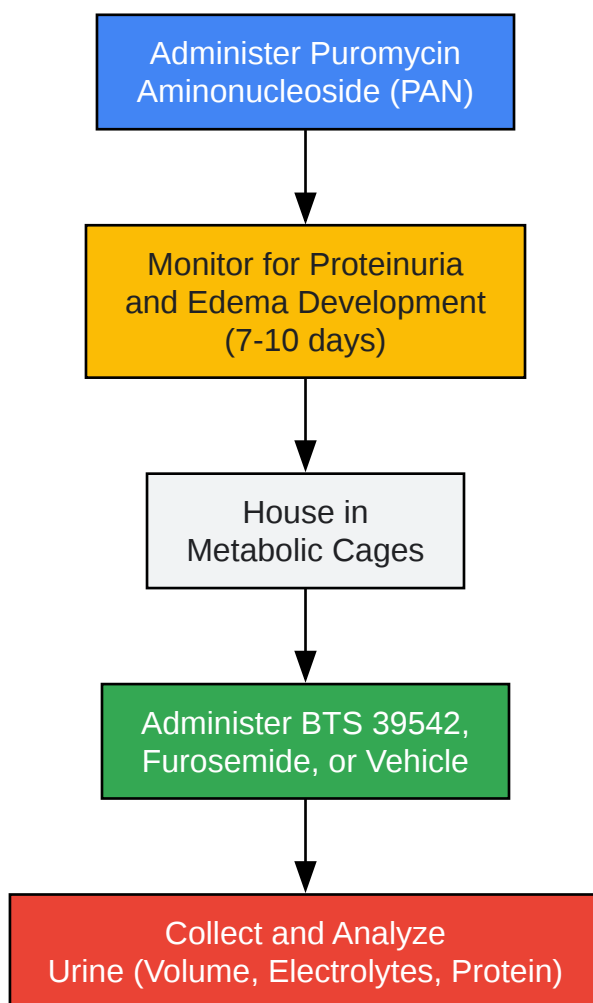 Administer Puromycin
Aminonucleoside (PAN)
Monitor for Proteinuria
and Edema Development
(7-10 days)
House in
Metabolic Cages
Administer BTS 39542,
Furosemide, or Vehicle
Collect and Analyze
Urine (Volume, Electrolytes, Protein)